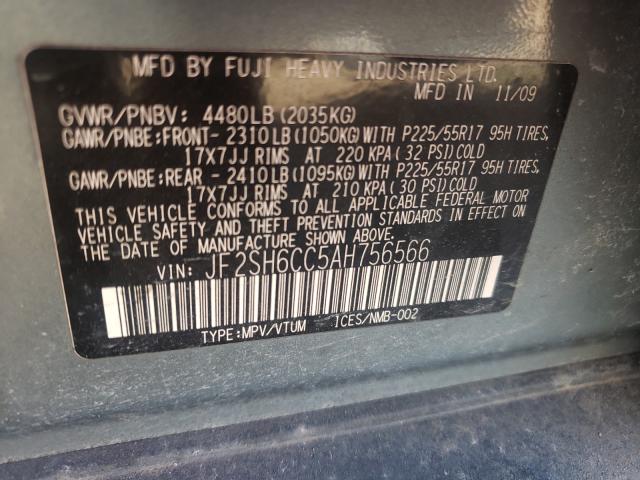 MFD BY FUJI HEAVY INDUSTRIES LTD.
MFD IN 11/09
GVWR/PNBV: 4480LB(2035KG)
GAWR/PNBE:FRONT- 2310LB(1050KG)WITH P225/55R17 95H TIRES,
17X7JJ RIMS AT 220 KPA(32 PSI)COLD
GAWR/PNBE:REAR - 2410LB(1095KG)WITH P225/55R17 95H TIRES,
17X7JJ RIMS AT 210 KPA(30 PSI)COLD
THIS VEHICLE CONFORMS TO ALL APPLICABLE FEDERAL MOTOR
VEHICLE SAFETY AND THEFT PREVENTION STANDARDS IN EFFECT ON
THE DATE OF MANUFACTURE SHOWN ABOVE.
VIN: JF2SH6CC5AH756566
TYPE:MPV/VTUM ICES/NMB-002